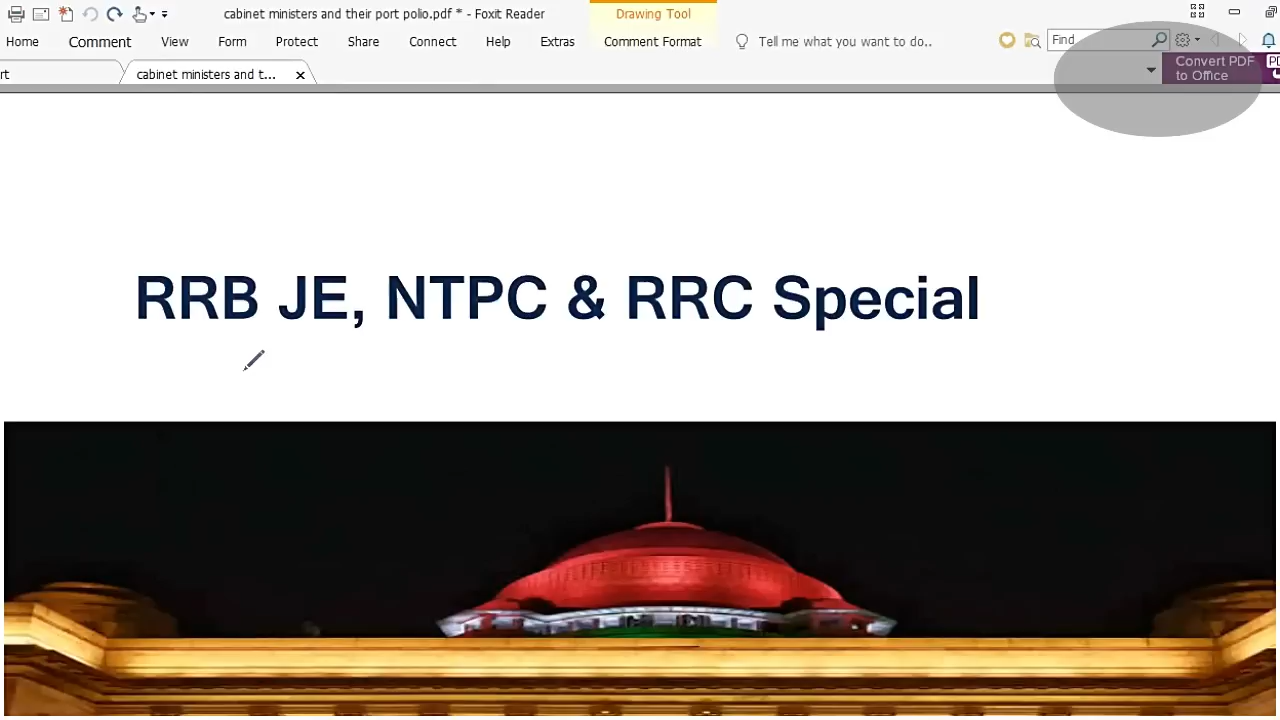 cabinet ministers and their port polio.pdf * - Foxit Reader
Drawing Tool
Home Comment View Form Protect Share Connect Help Extras Comment Format Tell me what you want to do.. Find
rt
cabinet ministers and t...
Convert PDF
to Office
RRB JE, NTPC & RRC Special